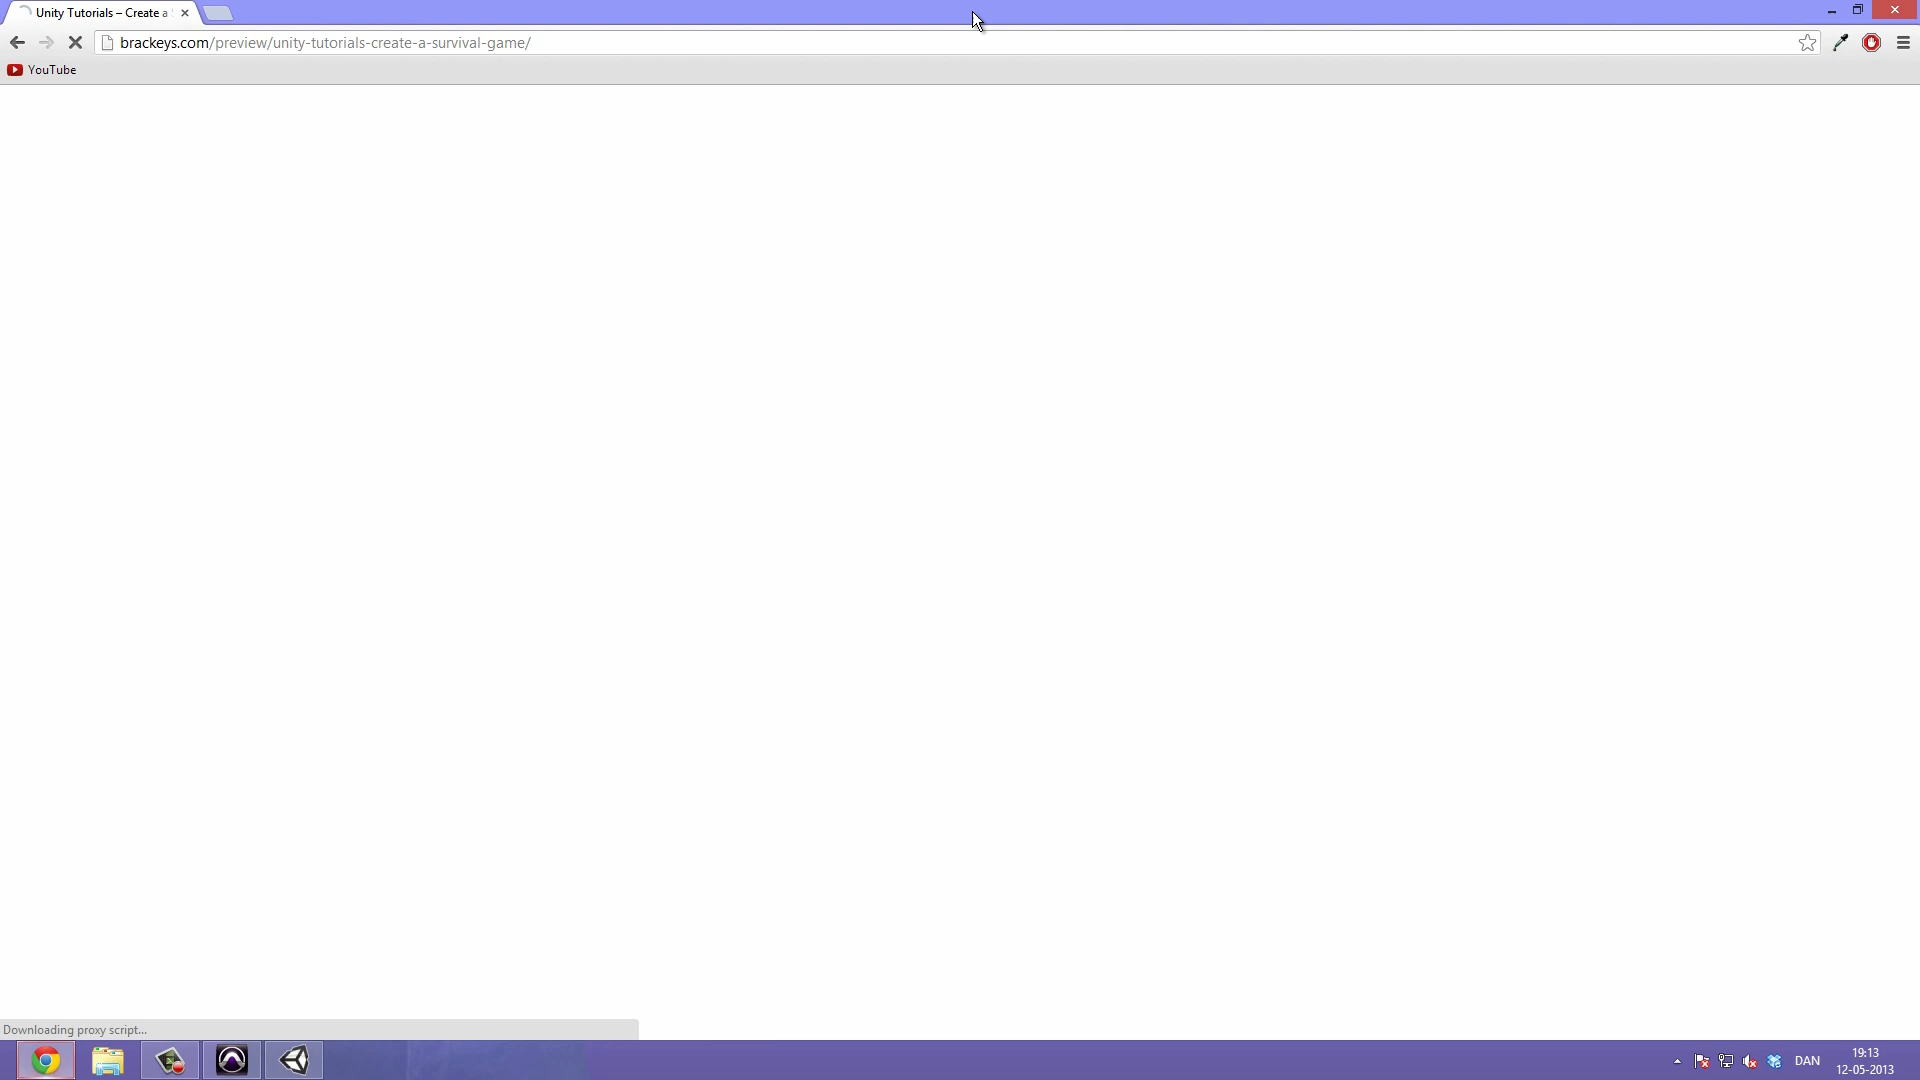 Unity Tutorials – Create a
brackeys.com/preview/unity-tutorials-create-a-survival-game/
YouTube
Downloading proxy script...
DAN
19:13
12-05-2013